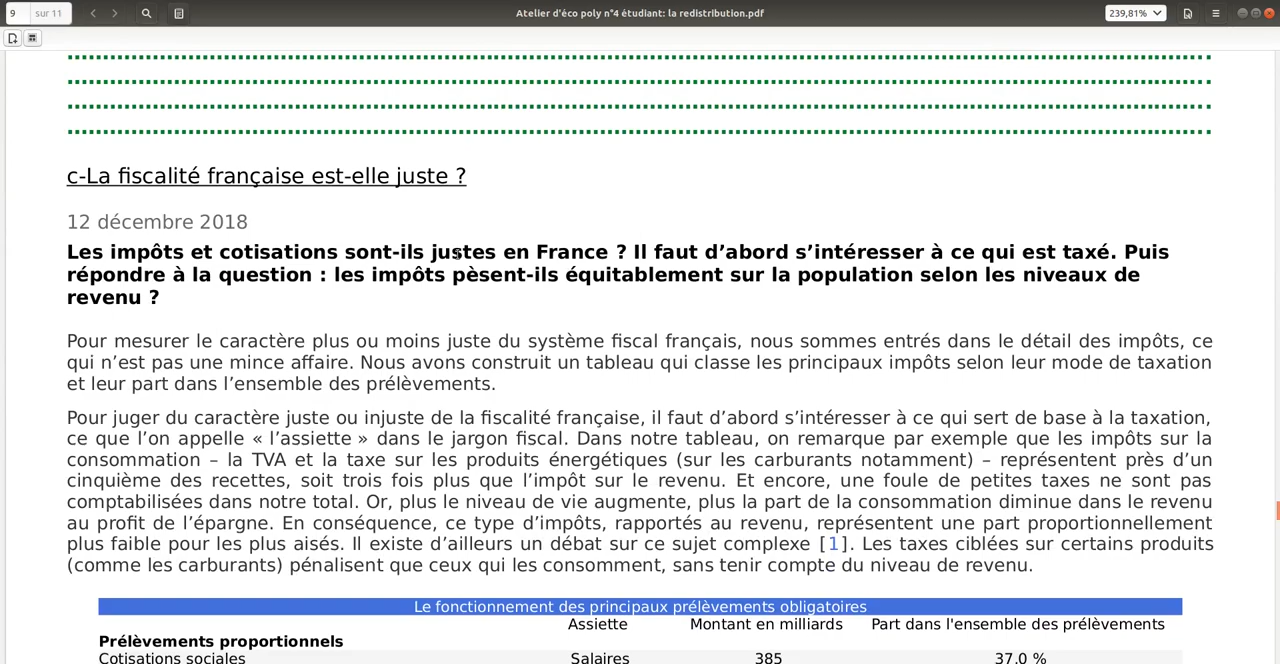 9 sur 11
Atelier d'éco poly n°4 étudiant: la redistribution.pdf
239,81%
c-La fiscalité française est-elle juste ?
12 décembre 2018
Les impôts et cotisations sont-ils justes en France ? Il faut d’abord s’intéresser à ce qui est taxé. Puis
répondre à la question : les impôts pèsent-ils équitablement sur la population selon les niveaux de
revenu ?
Pour mesurer le caractère plus ou moins juste du système fiscal français, nous sommes entrés dans le détail des impôts, ce
qui n’est pas une mince affaire. Nous avons construit un tableau qui classe les principaux impôts selon leur mode de taxation
et leur part dans l’ensemble des prélèvements.
Pour juger du caractère juste ou injuste de la fiscalité française, il faut d’abord s’intéresser à ce qui sert de base à la taxation,
ce que l’on appelle « l’assiette » dans le jargon fiscal. Dans notre tableau, on remarque par exemple que les impôts sur la
consommation – la TVA et la taxe sur les produits énergétiques (sur les carburants notamment) – représentent près d’un
cinquième des recettes, soit trois fois plus que l’impôt sur le revenu. Et encore, une foule de petites taxes ne sont pas
comptabilisées dans notre total. Or, plus le niveau de vie augmente, plus la part de la consommation diminue dans le revenu
au profit de l’épargne. En conséquence, ce type d’impôts, rapportés au revenu, représentent une part proportionnellement
plus faible pour les plus aisés. Il existe d’ailleurs un débat sur ce sujet complexe [1]. Les taxes ciblées sur certains produits
(comme les carburants) pénalisent que ceux qui les consomment, sans tenir compte du niveau de revenu.
Le fonctionnement des principaux prélèvements obligatoires
Assiette Montant en milliards Part dans l'ensemble des prélèvements
Prélèvements proportionnels
Cotisations sociales Salaires 385 37,0 %